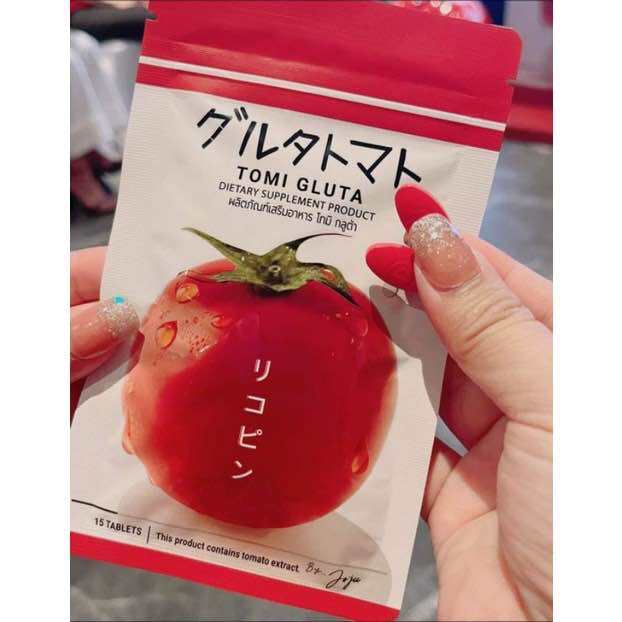 グルタトマト
TOMI GLUTA
DIETARY SUPPLEMENT PRODUCT
ผลิตภัณฑ์เสริมอาหาร โทมิ กลูต้า
リコピン
15 TABLETS | This product contains tomato extract. By. Joju